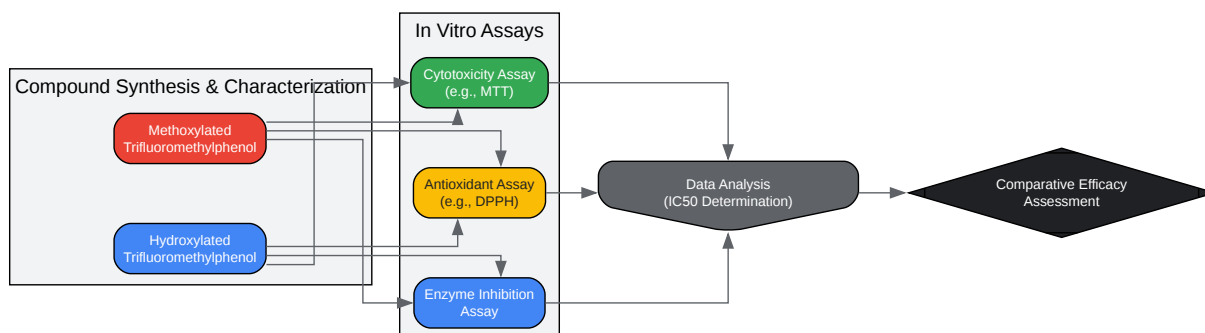 In Vitro Assays
Cytotoxicity Assay
(e.g., MTT)
Compound Synthesis & Characterization
Methoxylated
Trifluoromethylphenol
Antioxidant Assay
(e.g., DPPH)
Data Analysis
(IC50 Determination)
Comparative Efficacy
Assessment
Hydroxylated
Trifluoromethylphenol
Enzyme Inhibition
Assay